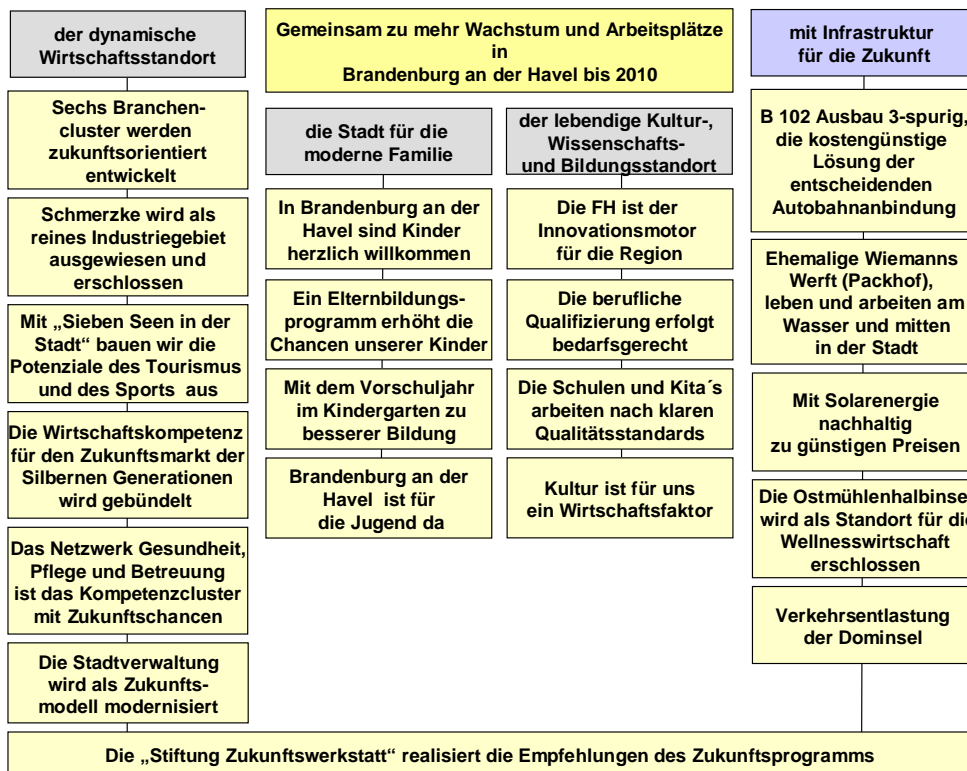 der dynamische
Wirtschaftsstandort
Sechs Branchen-
cluster werden
zukunftsorientiert
entwickelt
Schmerzke wird als
reines Industriegebiet
ausgewiesen und
erschlossen
Mit „Sieben Seen in der
Stadt“ bauen wir die
Potenziale des Tourismus
und des Sports aus
Die Wirtschaftskompetenz
für den Zukunftsmarkt der
Silbernen Generationen
wird gebündelt
Das Netzwerk Gesundheit,
Pflege und Betreuung
ist das Kompetenzcluster
mit Zukunftschancen
Die Stadtverwaltung
wird als Zukunfts-
modell modernisiert
Gemeinsam zu mehr Wachstum und Arbeitsplätze
in
Brandenburg an der Havel bis 2010
die Stadt für die
moderne Familie
In Brandenburg an der
Havel sind Kinder
herzlich willkommen
Ein Elternbildungs-
programm erhöht die
Chancen unserer Kinder
Mit dem Vorschuljahr
im Kindergarten zu
besserer Bildung
Brandenburg an der
Havel ist für
die Jugend da
der lebendige Kultur-,
Wissenschafts-
und Bildungsstandort
Die FH ist der
Innovationsmotor
für die Region
Die berufliche
Qualifizierung erfolgt
bedarfsgerecht
Die Schulen und Kita´s
arbeiten nach klaren
Qualitätsstandards
Kultur ist für uns
ein Wirtschaftsfaktor
mit Infrastruktur
für die Zukunft
B 102 Ausbau 3-spurig,
die kostengünstige
Lösung der
entscheidenden
Autobahnanbindung
Ehemalige Wiemanns
Werft (Packhof),
leben und arbeiten am
Wasser und mitten
in der Stadt
Mit Solarenergie
nachhaltig
zu günstigen Preisen
Die Ostmühlenhalbinsel
wird als Standort für die
Wellnesswirtschaft
erschlossen
Verkehrsentlastung
der Dominsel
Die „Stiftung Zukunftswerkstatt“ realisiert die Empfehlungen des Zukunftsprogramms